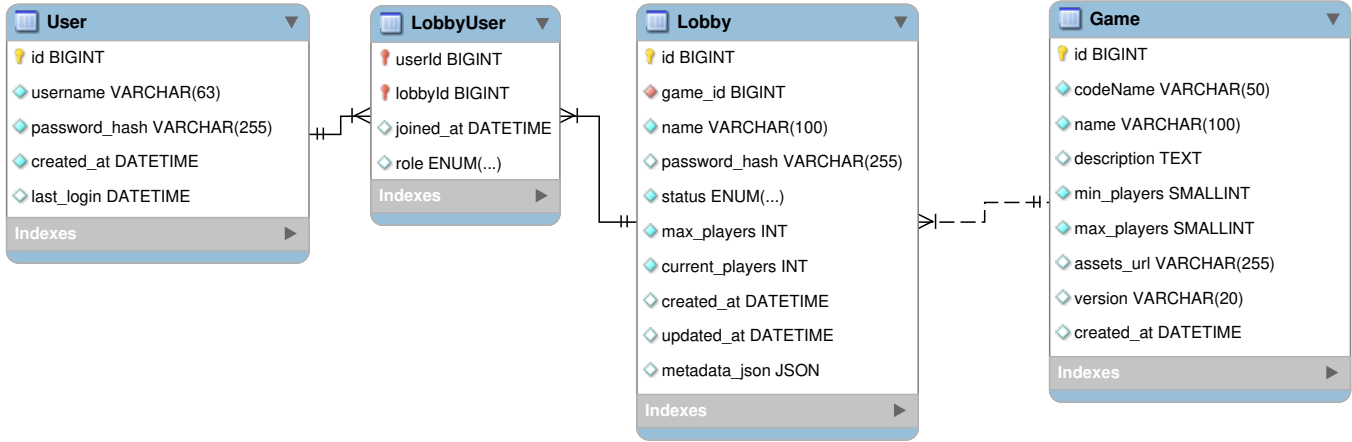 User
id BIGINT
username VARCHAR(63)
password_hash VARCHAR(255)
created_at DATETIME
last_login DATETIME
Indexes
LobbyUser
userId BIGINT
lobbyId BIGINT
joined_at DATETIME
role ENUM(...)
Indexes
Lobby
id BIGINT
game_id BIGINT
name VARCHAR(100)
password_hash VARCHAR(255)
status ENUM(...)
max_players INT
current_players INT
created_at DATETIME
updated_at DATETIME
metadata_json JSON
Indexes
Game
id BIGINT
codeName VARCHAR(50)
name VARCHAR(100)
description TEXT
min_players SMALLINT
max_players SMALLINT
assets_url VARCHAR(255)
version VARCHAR(20)
created_at DATETIME
Indexes